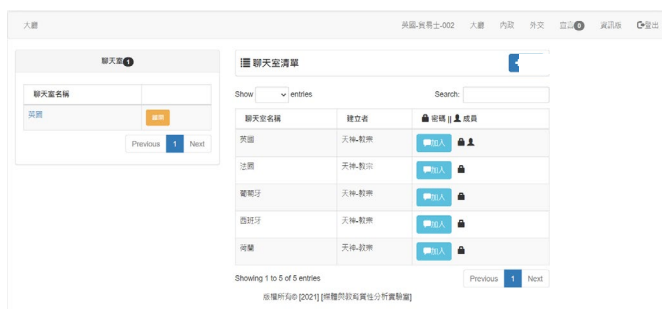 大廳
英國-貿易士-002 大廳 內政 外交 宣言 0 資訊版 登出
聊天室 1
聊天室名稱
英國
Previous 1 Next
聊天室清單
Show entries
Search:
聊天室名稱 建立者 密碼 || 成員
英國 天神-教宗 加入
法國 天神-教宗 加入
葡萄牙 天神-教宗 加入
西班牙 天神-教宗 加入
荷蘭 天神-教宗 加入
Showing 1 to 5 of 5 entries
Previous 1 Next
版權所有© [2021] [媒體與教育質性分析實驗室]